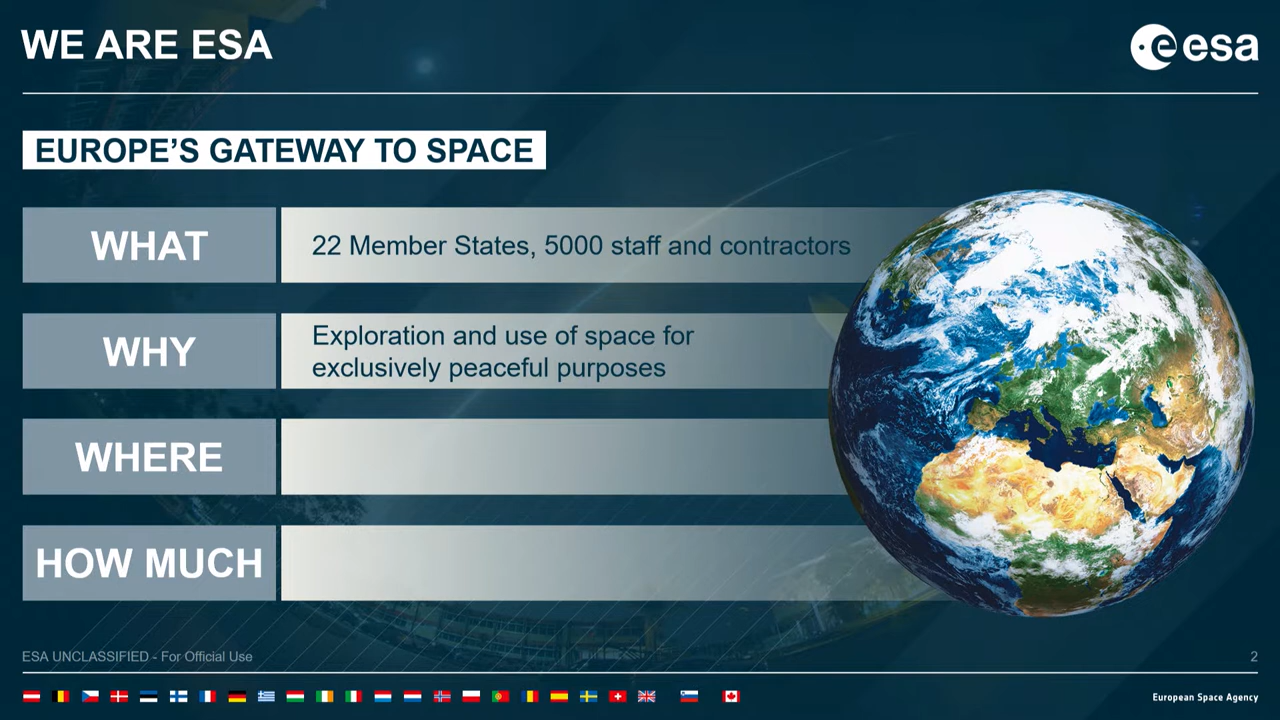 WE ARE ESA
esa
EUROPE’S GATEWAY TO SPACE
WHAT
22 Member States, 5000 staff and contractors
WHY
Exploration and use of space for
exclusively peaceful purposes
WHERE
HOW MUCH
ESA UNCLASSIFIED - For Official Use
2
European Space Agency